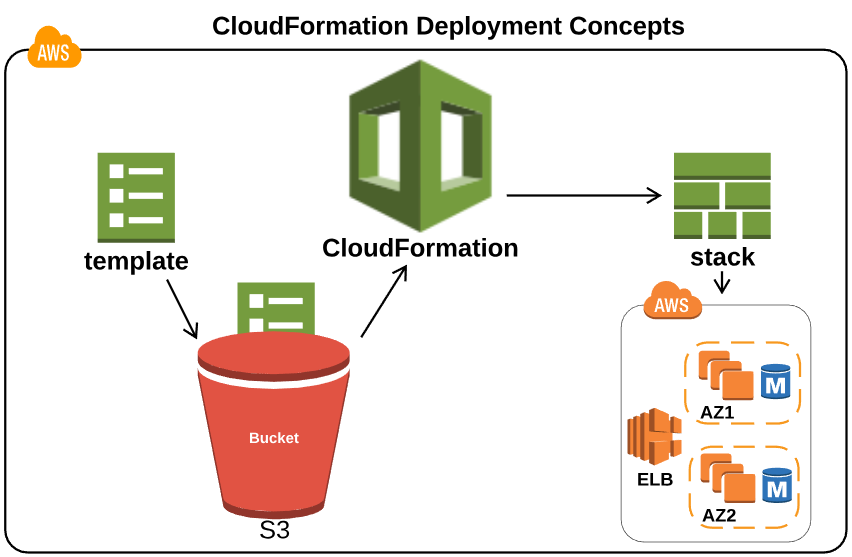 CloudFormation Deployment Concepts
AWS
template
CloudFormation
stack
Bucket
S3
AWS
AZ1
M
ELB
AZ2
M